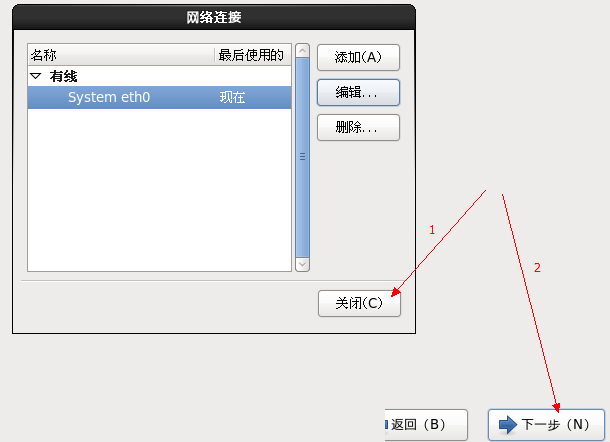 网络连接
名称 最后使用的
有线
System eth0 现在
添加(A)
编辑...
删除...
1
2
关闭(C)
返回（B）
下一步（N）